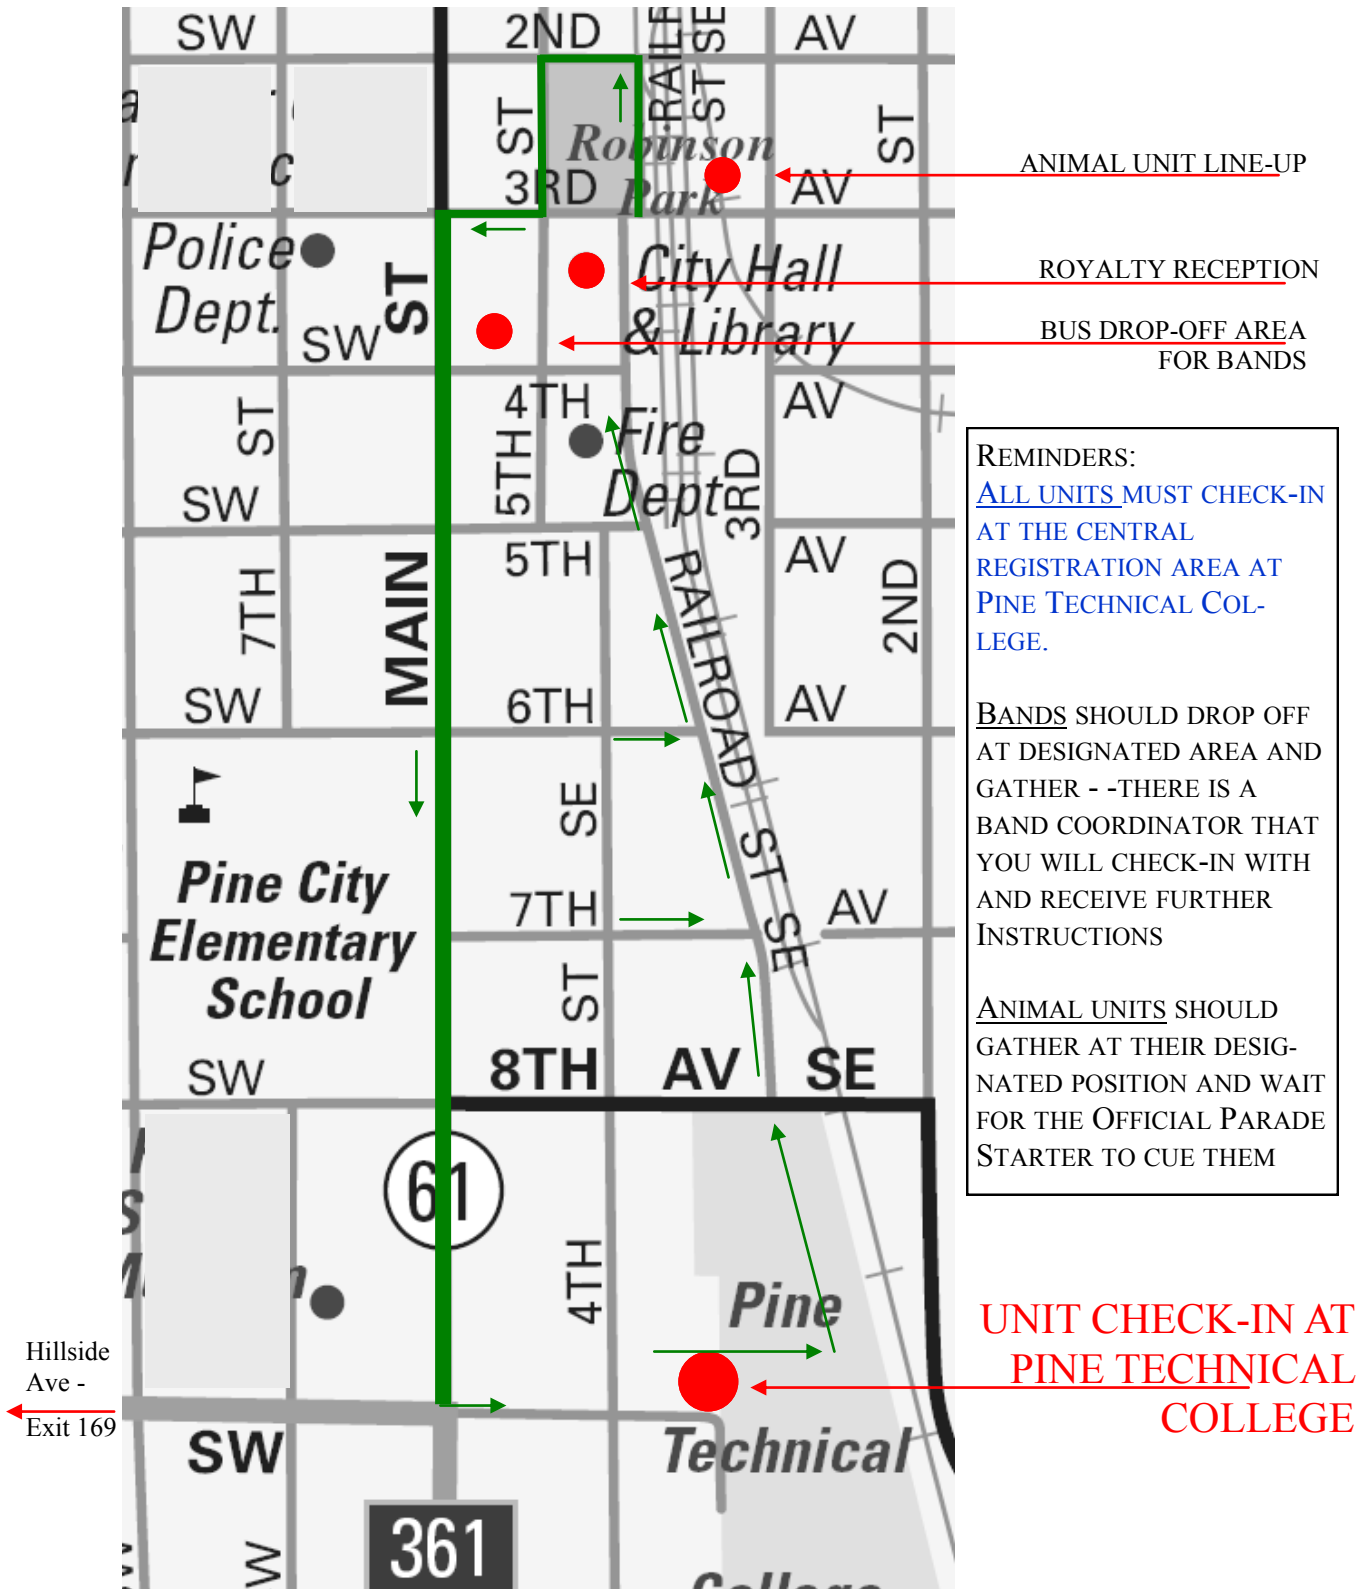 SW
2ND
AV
ST SE
ST
ST
Robinson
Park
3RD
AV
ANIMAL UNIT LINE-UP
Police
Dept.
ST
City Hall
& Library
ROYALTY RECEPTION
SW
BUS DROP-OFF AREA
FOR BANDS
ST
4TH
AV
Fire
Dept
5TH
3RD
SW
5TH
AV
7TH
MAIN
RAILROAD ST SE
2ND
SW
6TH
AV
REMINDERS:
ALL UNITS MUST CHECK-IN
AT THE CENTRAL
REGISTRATION AREA AT
PINE TECHNICAL COL-
LEGE.
BANDS SHOULD DROP OFF
AT DESIGNATED AREA AND
GATHER - -THERE IS A
BAND COORDINATOR THAT
YOU WILL CHECK-IN WITH
AND RECEIVE FURTHER
INSTRUCTIONS
ANIMAL UNITS SHOULD
GATHER AT THEIR DESIG-
NATED POSITION AND WAIT
FOR THE OFFICIAL PARADE
STARTER TO CUE THEM
SE
Pine City
Elementary
School
7TH
AV
ST
SW
8TH AV SE
61
4TH
Pine
Technical
College
UNIT CHECK-IN AT
PINE TECHNICAL
COLLEGE
Hillside
Ave -
Exit 169
SW
361
W